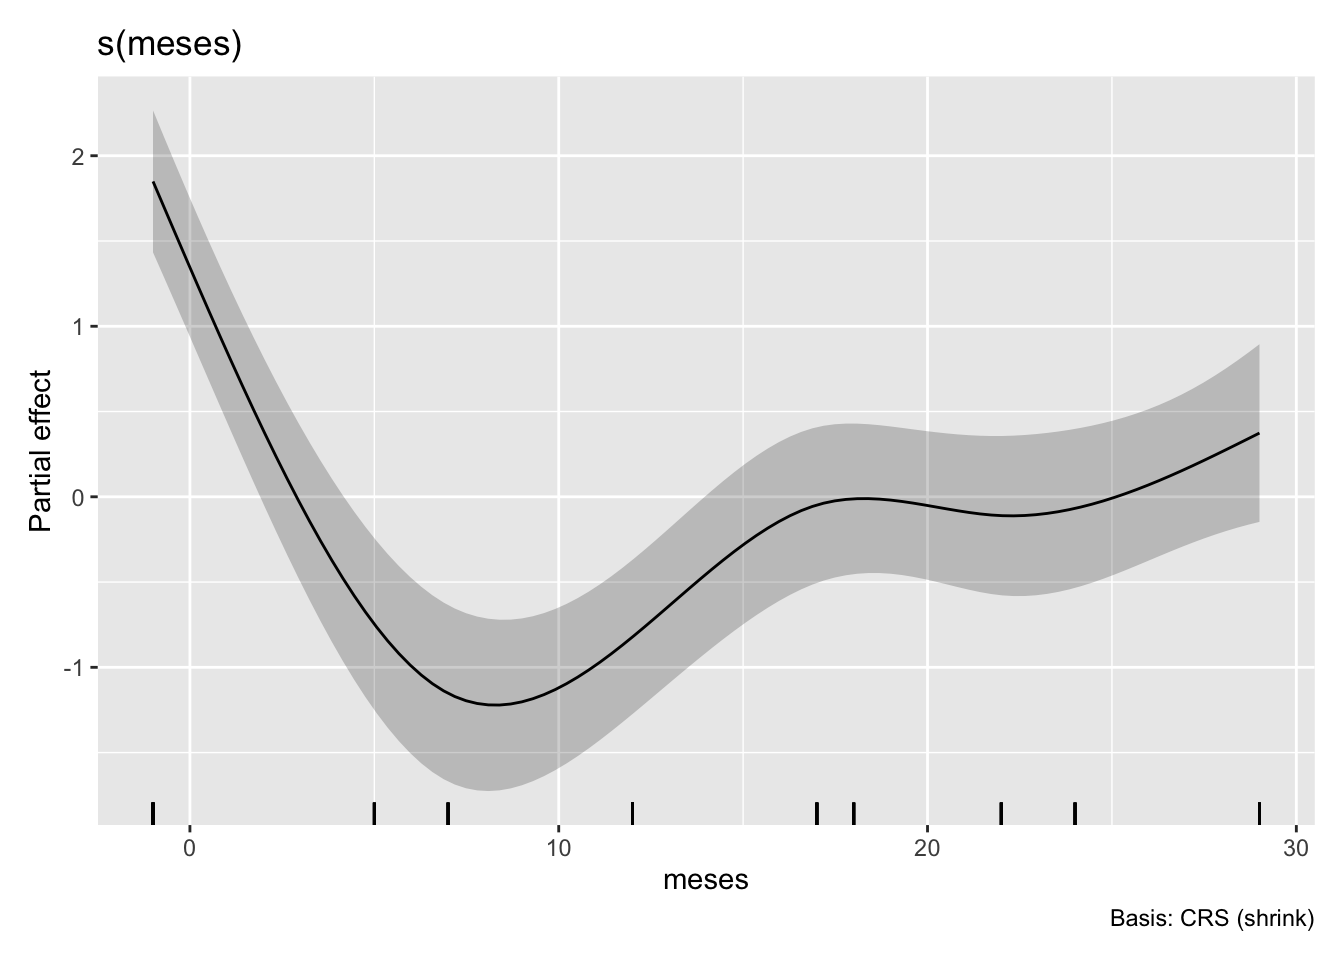 s(meses)
Partial effect
2
1
0
-1
0 10 20 30
meses
Basis: CRS (shrink)